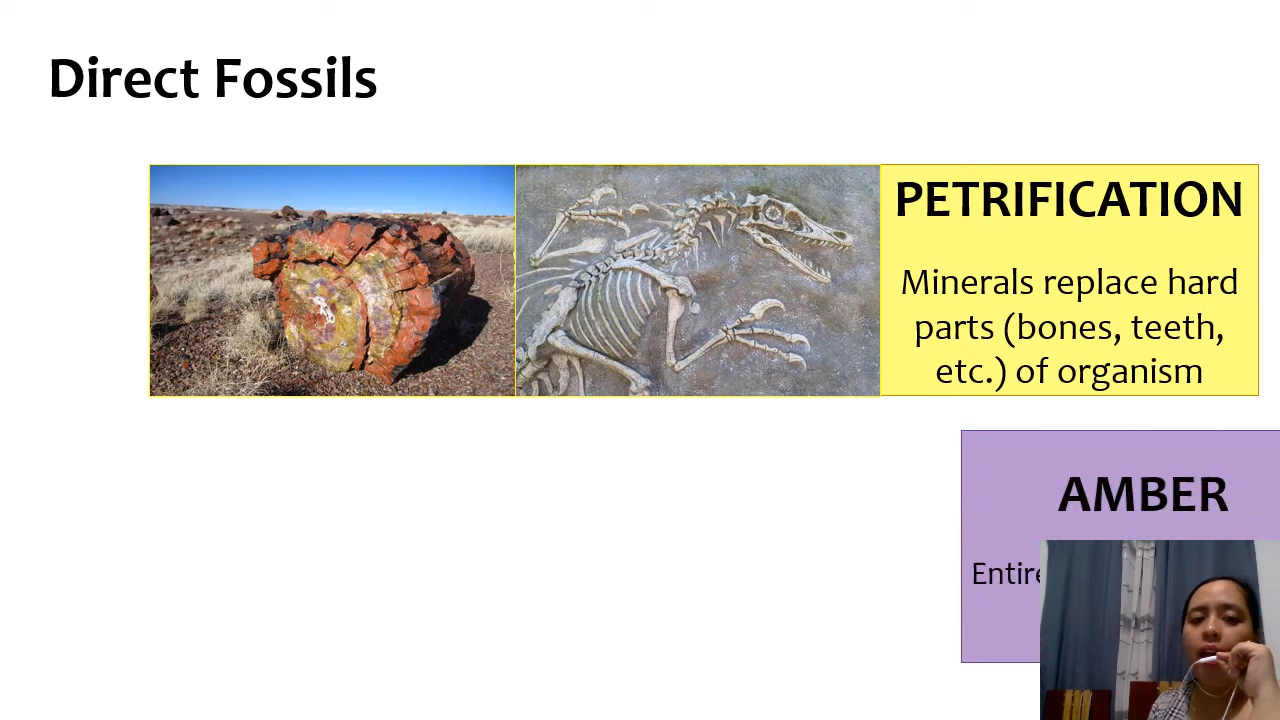 Direct Fossils
PETRIFICATION
Minerals replace hard
parts (bones, teeth,
etc.) of organism
AMBER
Entire